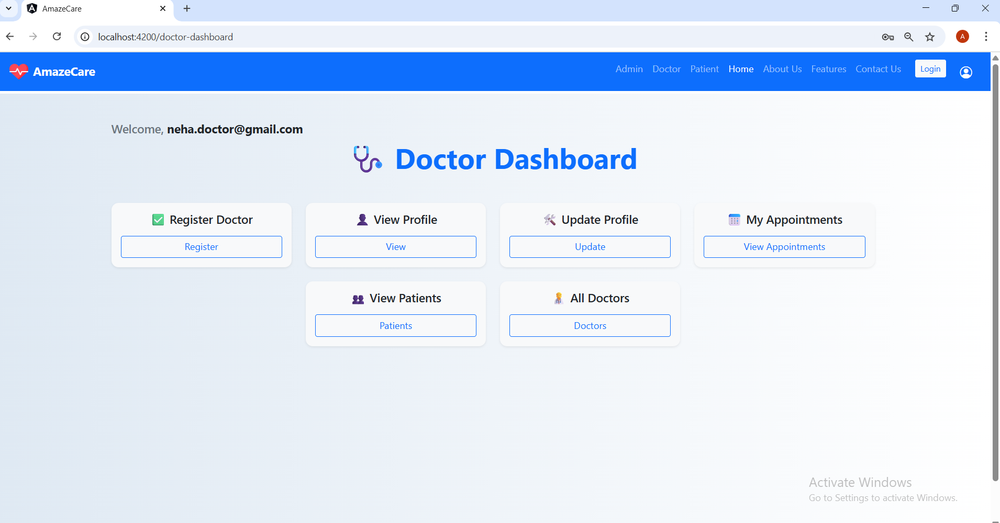 AmazeCare
localhost:4200/doctor-dashboard
A
AmazeCare
Admin Doctor Patient Home About Us Features Contact Us Login
Welcome, neha.doctor@gmail.com
Doctor Dashboard
Register Doctor
Register
View Profile
View
Update Profile
Update
My Appointments
View Appointments
View Patients
Patients
All Doctors
Doctors
Activate Windows
Go to Settings to activate Windows.